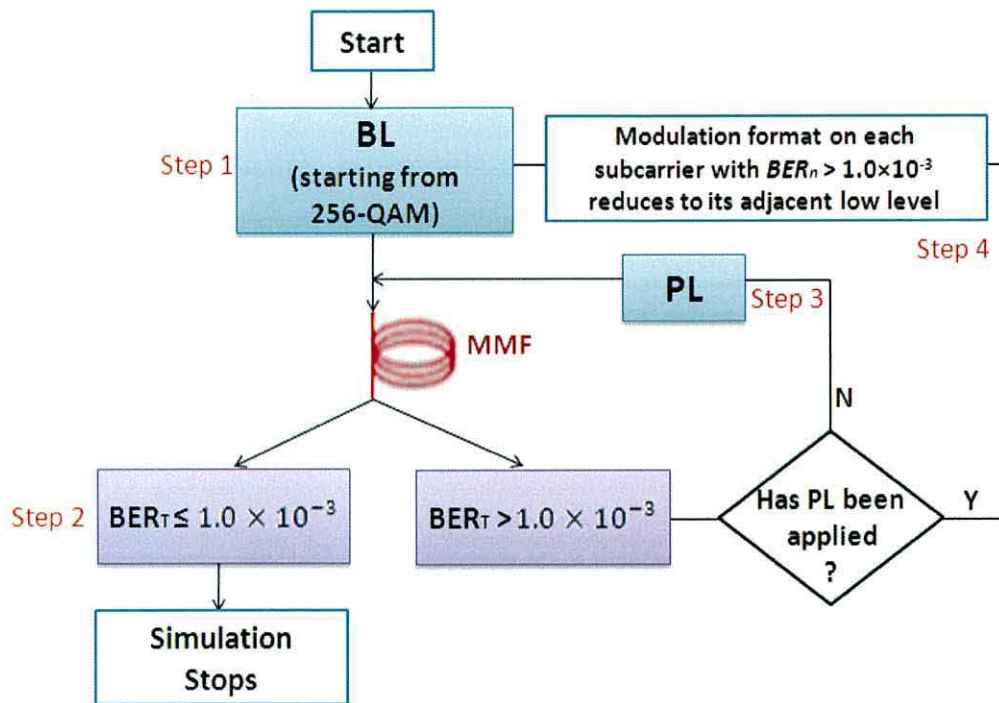 Start
Step 1
BL
(starting from
256-QAM)
Modulation format on each
subcarrier with BERₙ > 1.0×10⁻³
reduces to its adjacent low level
Step 4
PL
Step 3
MMF
N
Step 2
BERT ≤ 1.0 × 10⁻³
BERT > 1.0 × 10⁻³
Has PL been
applied
?
Y
Simulation
Stops